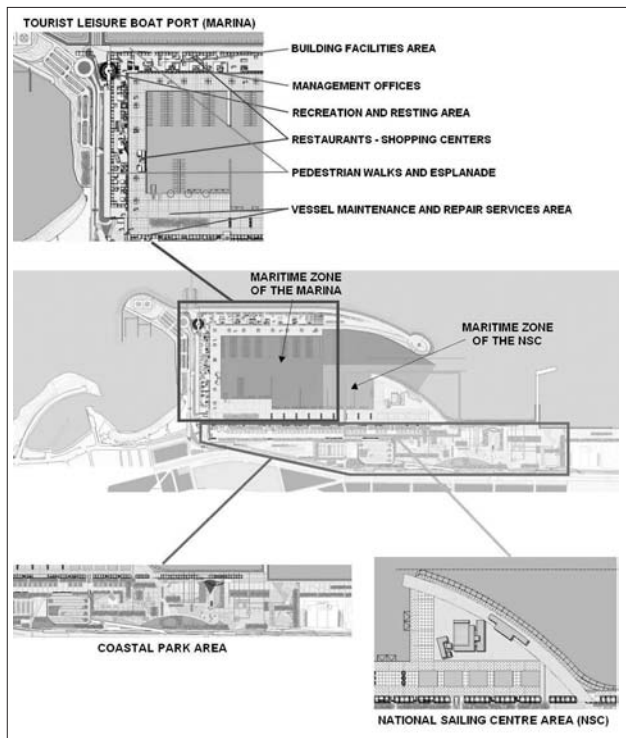 TOURIST LEISURE BOAT PORT (MARINA)
BUILDING FACILITIES AREA
MANAGEMENT OFFICES
RECREATION AND RESTING AREA
RESTAURANTS - SHOPPING CENTERS
PEDESTRIAN WALKS AND ESPLANADE
VESSEL MAINTENANCE AND REPAIR SERVICES AREA
MARITIME ZONE
OF THE MARINA
MARITIME ZONE
OF THE NSC
COASTAL PARK AREA
NATIONAL SAILING CENTRE AREA (NSC)